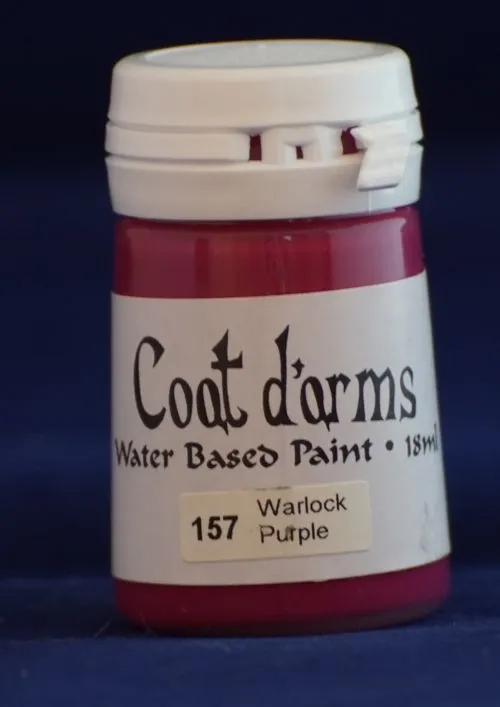 Coat d'arms
Water Based Paint • 18ml
157 Warlock
Purple